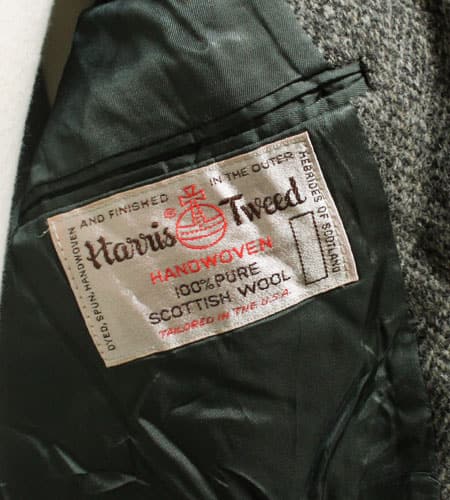 DYED, SPUN, HANDWOVEN
AND FINISHED IN THE OUTER
HEBRIDES OF SCOTLAND
Harris Tweed
®
HANDWOVEN
100% PURE
SCOTTISH WOOL
TAILORED IN THE U.S.A.